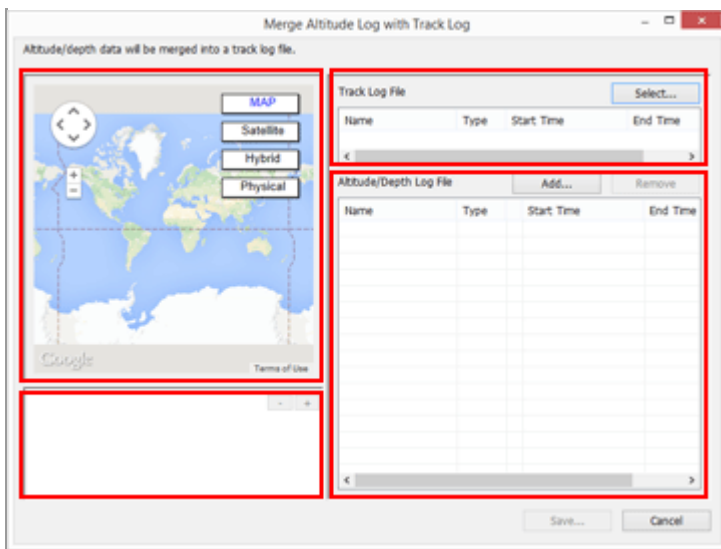 Merge Altitude Log with Track Log
Altitude/depth data will be merged into a track log file.
MAP
Satellite
Hybrid
Physical
Google
Terms of Use
Track Log File
Select...
Name Type Start Time End Time
Altitude/Depth Log File
Add...
Remove
Name Type Start Time End Time
Save...
Cancel